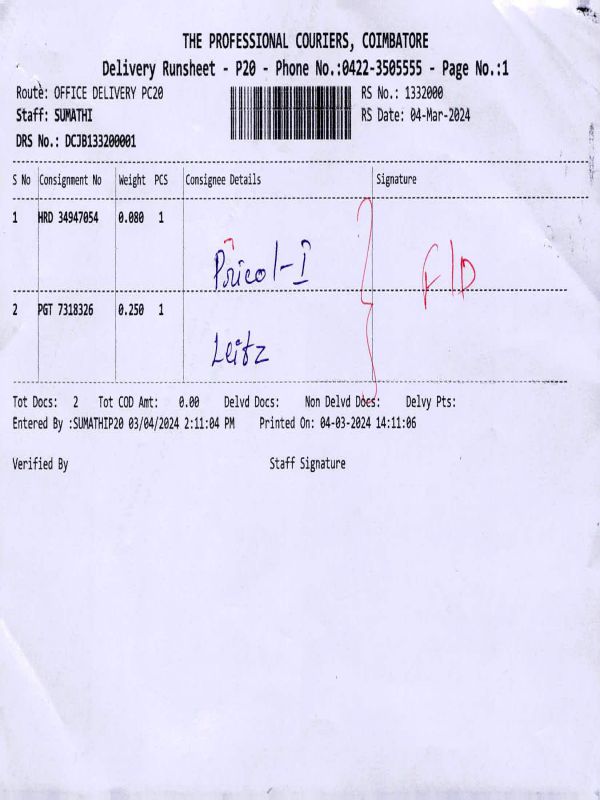 THE PROFESSIONAL COURIERS, COIMBATORE
Delivery Runsheet - P20 - Phone No.:0422-3505555 - Page No.:1
Route: OFFICE DELIVERY PC20 RS No.: 1332000
Staff: SUMATHI RS Date: 04-Mar-2024
DRS No.: DCJB133200001
S No Consignment No Weight PCS Consignee Details Signature
1 HRD 34947054 0.080 1
Pricol-I F/D
2 PGT 7318326 0.250 1
Leitz
Tot Docs: 2 Tot COD Amt: 0.00 Delvd Docs: Non Delvd Docs: Delvy Pts:
Entered By :SUMATHIP20 03/04/2024 2:11:04 PM Printed On: 04-03-2024 14:11:06
Verified By Staff Signature